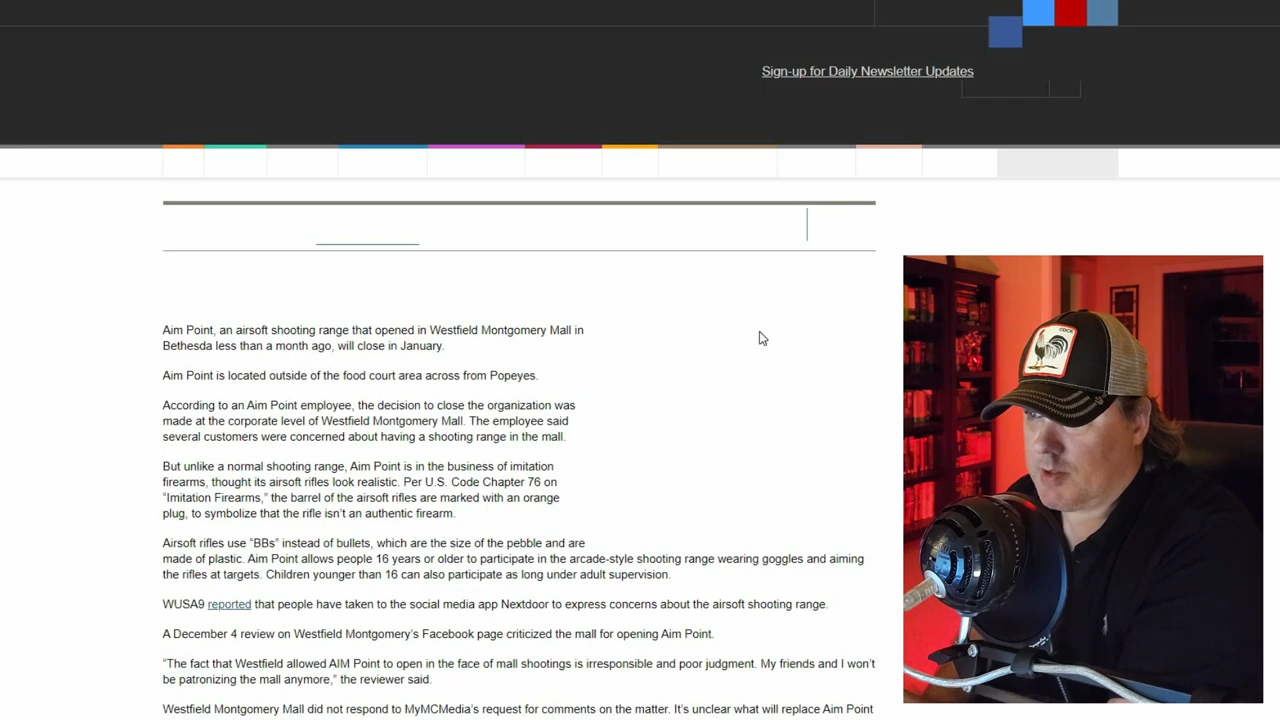 Sign-up for Daily Newsletter Updates
Aim Point, an airsoft shooting range that opened in Westfield Montgomery Mall in
Bethesda less than a month ago, will close in January.
Aim Point is located outside of the food court area across from Popeyes.
According to an Aim Point employee, the decision to close the organization was
made at the corporate level of Westfield Montgomery Mall. The employee said
several customers were concerned about having a shooting range in the mall.
But unlike a normal shooting range, Aim Point is in the business of imitation
firearms, thought its airsoft rifles look realistic. Per U.S. Code Chapter 76 on
“Imitation Firearms,” the barrel of the airsoft rifles are marked with an orange
plug, to symbolize that the rifle isn’t an authentic firearm.
Airsoft rifles use “BBs” instead of bullets, which are the size of the pebble and are
made of plastic. Aim Point allows people 16 years or older to participate in the arcade-style shooting range wearing goggles and aiming
the rifles at targets. Children younger than 16 can also participate as long under adult supervision.
WUSA9 reported that people have taken to the social media app Nextdoor to express concerns about the airsoft shooting range.
A December 4 review on Westfield Montgomery’s Facebook page criticized the mall for opening Aim Point.
“The fact that Westfield allowed AIM Point to open in the face of mall shootings is irresponsible and poor judgment. My friends and I won’t
be patronizing the mall anymore,” the reviewer said.
Westfield Montgomery Mall did not respond to MyMCMedia’s request for comments on the matter. It’s unclear what will replace Aim Point
COCK